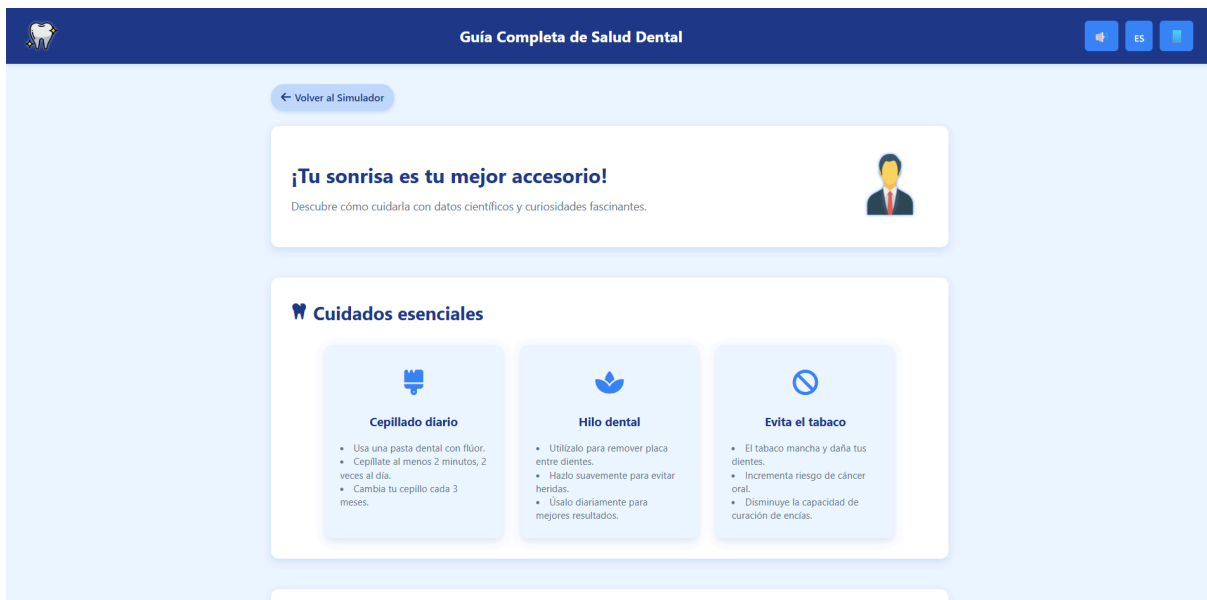 Guía Completa de Salud Dental
ES
← Volver al Simulador
¡Tu sonrisa es tu mejor accesorio!
Descubre cómo cuidarla con datos científicos y curiosidades fascinantes.
Cuidados esenciales
Cepillado diario
• Usa una pasta dental con flúor.
• Cepíllate al menos 2 minutos, 2
veces al día.
• Cambia tu cepillo cada 3
meses.
Hilo dental
• Utilízalo para remover placa
entre dientes.
• Hazlo suavemente para evitar
heridas.
• Úsalo diariamente para
mejores resultados.
Evita el tabaco
• El tabaco mancha y daña tus
dientes.
• Incrementa riesgo de cáncer
oral.
• Disminuye la capacidad de
curación de encías.